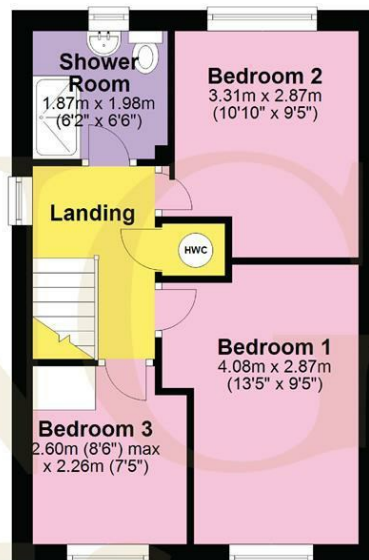 Shower
Room
1.87m x 1.98m
(6'2" x 6'6")
Bedroom 2
3.31m x 2.87m
(10'10" x 9'5")
Landing
HWC
Bedroom 1
4.08m x 2.87m
(13'5" x 9'5")
Bedroom 3
2.60m (8'6") max
x 2.26m (7'5")